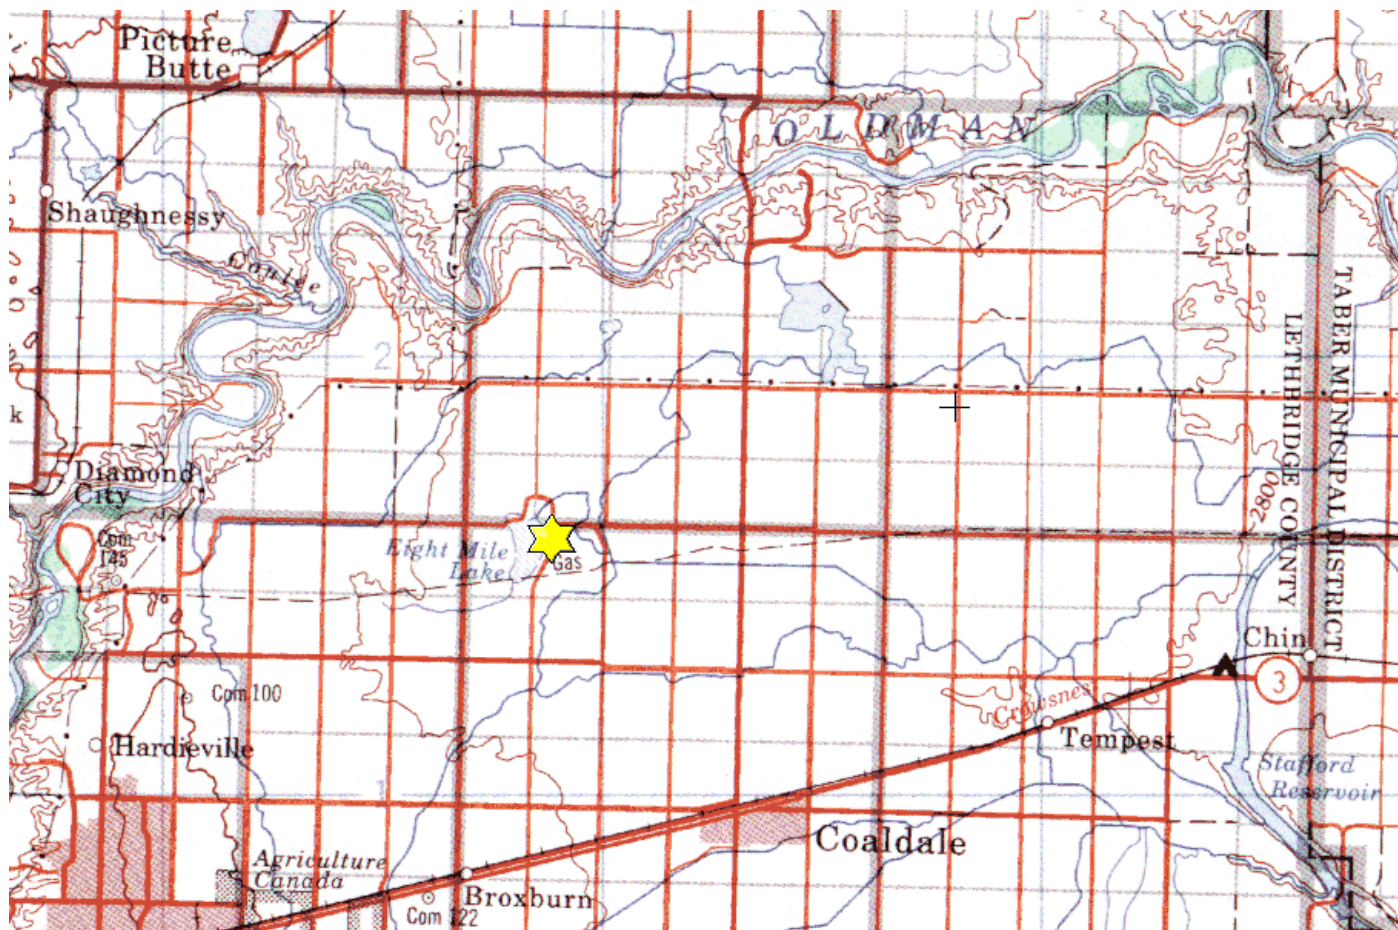 Picture
Butte
OLDMAN
Shaughnessy
Coulee
2
TABER MUNICIPAL DISTRICT
LETHBRIDGE COUNTY
k
Diamond
City
2800
Com
145
Eight Mile
Lake
Gas
Chin
3
Com 100
Crowsnes
Hardieville
Tempest
Stafford
Reservoir
1
Coaldale
Agriculture
Canada
Broxburn
Com 122